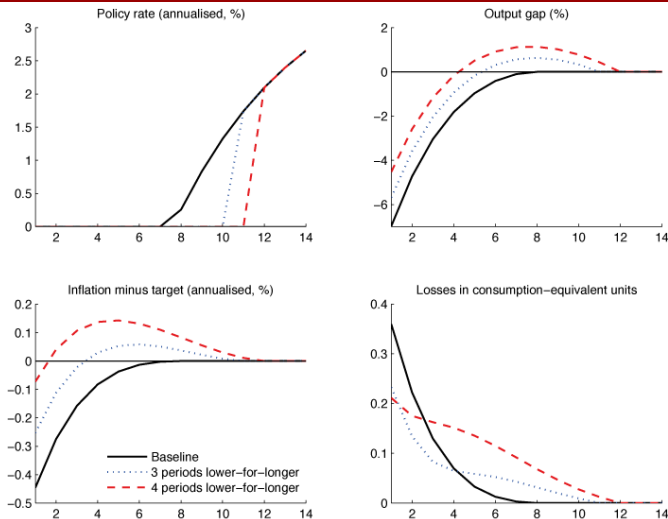 Policy rate (annualised, %)
3
2.5
2
1.5
1
0.5
0
2 4 6 8 10 12 14
Output gap (%)
2
0
−2
−4
−6
2 4 6 8 10 12 14
Inflation minus target (annualised, %)
0.2
0.1
0
−0.1
−0.2
−0.3
−0.4
−0.5
Baseline
3 periods lower−for−longer
4 periods lower−for−longer
2 4 6 8 10 12 14
Losses in consumption−equivalent units
0.4
0.3
0.2
0.1
0
2 4 6 8 10 12 14